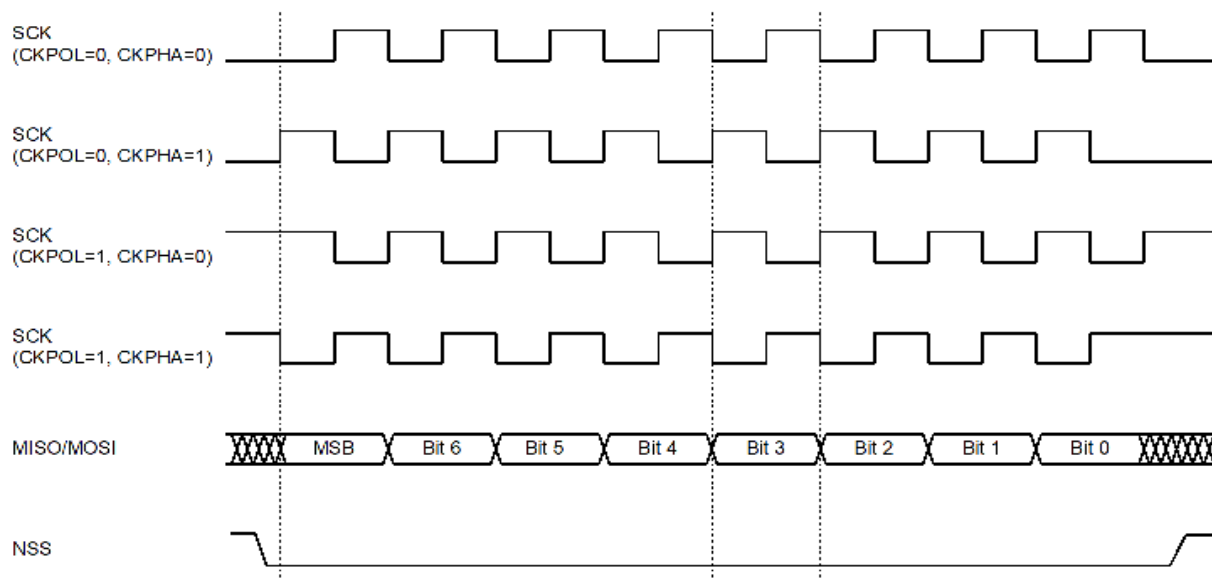 SCK
(CKPOL=0, CKPHA=0)
SCK
(CKPOL=0, CKPHA=1)
SCK
(CKPOL=1, CKPHA=0)
SCK
(CKPOL=1, CKPHA=1)
MISO/MOSI MSB Bit 6 Bit 5 Bit 4 Bit 3 Bit 2 Bit 1 Bit 0
NSS